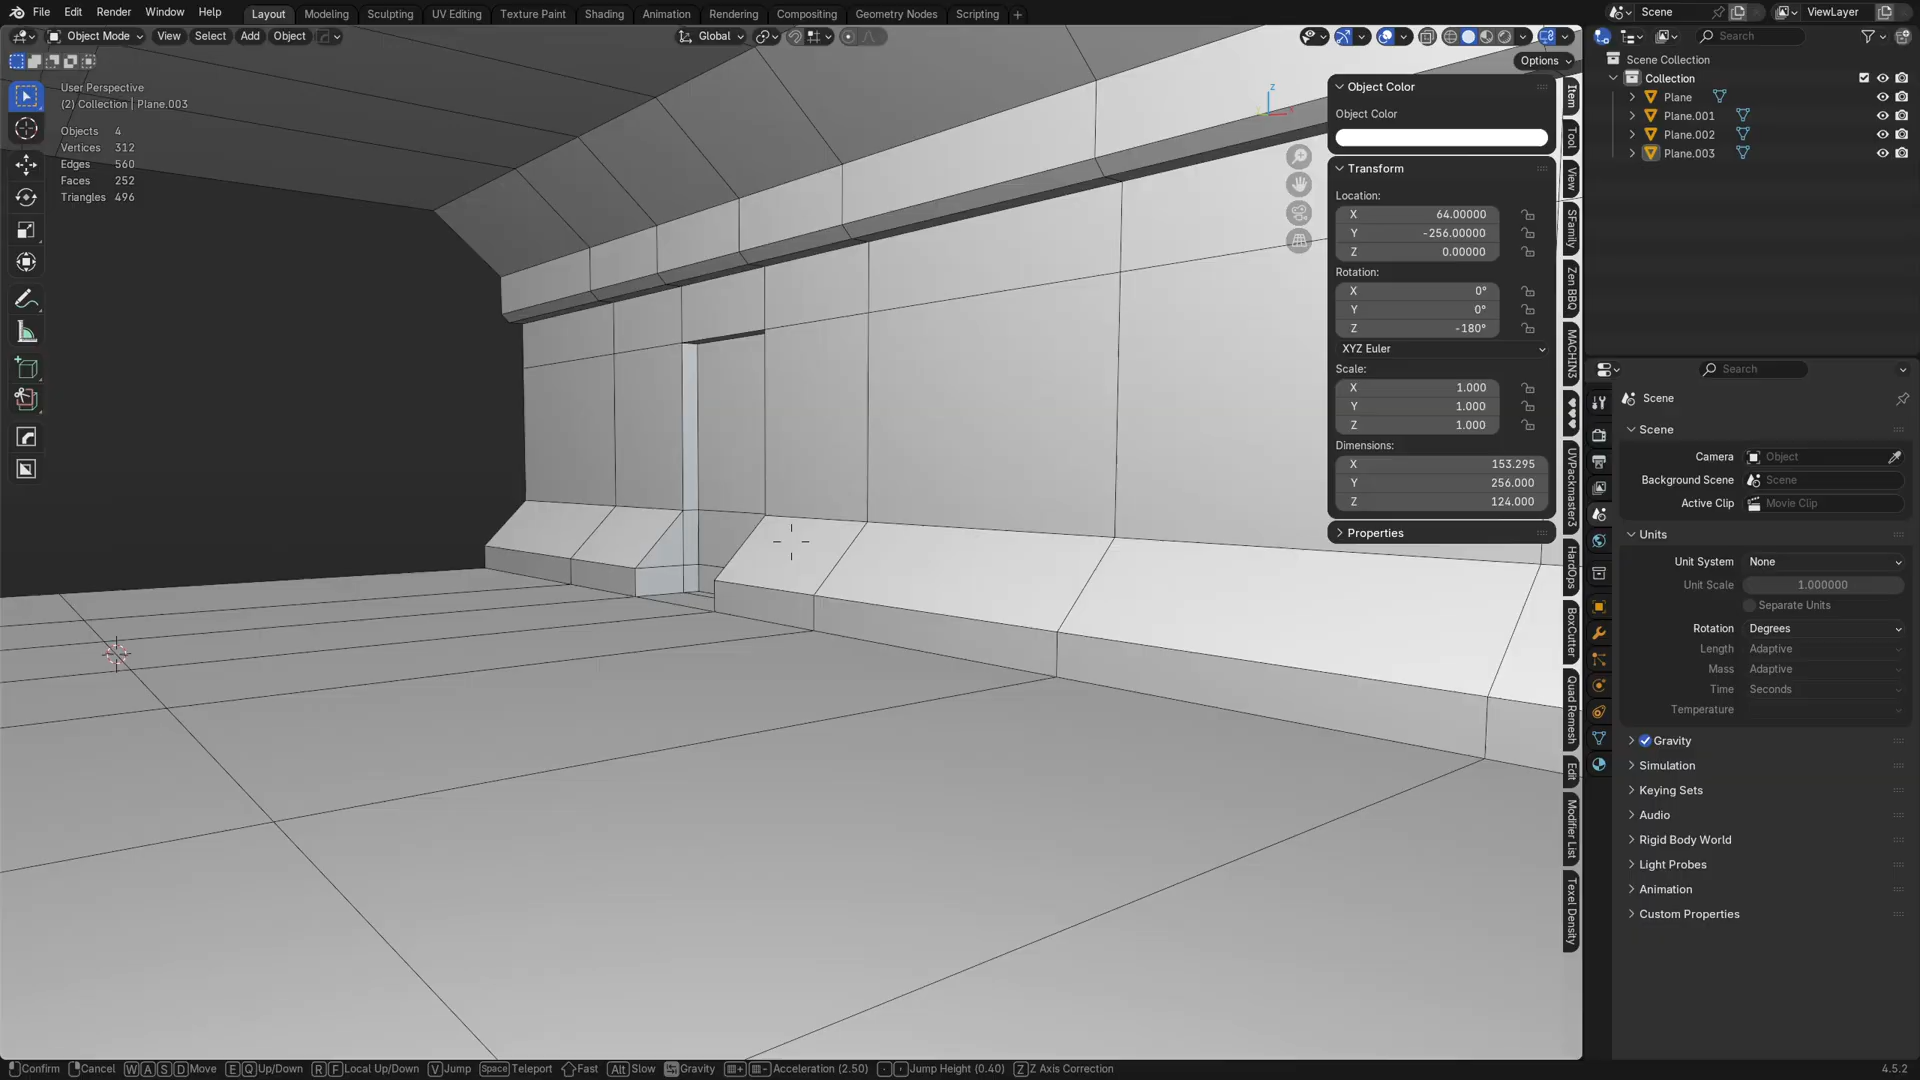 File Edit Render Window Help Layout Modeling Sculpting UV Editing Texture Paint Shading Animation Rendering Compositing Geometry Nodes Scripting + Scene ViewLayer
Object Mode View Select Add Object Global Search
Options
User Perspective
(2) Collection | Plane.003
Objects 4
Vertices 312
Edges 560
Faces 252
Triangles 496
Z
Object Color
Object Color
Transform
Location:
X 64.00000
Y -256.00000
Z 0.00000
Rotation:
X 0°
Y 0°
Z -180°
XYZ Euler
Scale:
X 1.000
Y 1.000
Z 1.000
Dimensions:
X 153.295
Y 256.000
Z 124.000
Properties
Item
Tool
View
SFamily
Zen BBQ
MACHIN3
♥♥♥
UVPackmaster3
HardOps
BoxCutter
Quad Remesh
Edit
Modifier List
Texel Density
Scene Collection
Collection
Plane
Plane.001
Plane.002
Plane.003
Search
Scene
Scene
Camera Object
Background Scene Scene
Active Clip Movie Clip
Units
Unit System None
Unit Scale 1.000000
Separate Units
Rotation Degrees
Length Adaptive
Mass Adaptive
Time Seconds
Temperature
Gravity
Simulation
Keying Sets
Audio
Rigid Body World
Light Probes
Animation
Custom Properties
Confirm Cancel W A S D Move E Q Up/Down R F Local Up/Down V Jump Space Teleport Fast Alt Slow Gravity Acceleration (2.50) Jump Height (0.40) Z Z Axis Correction 4.5.2